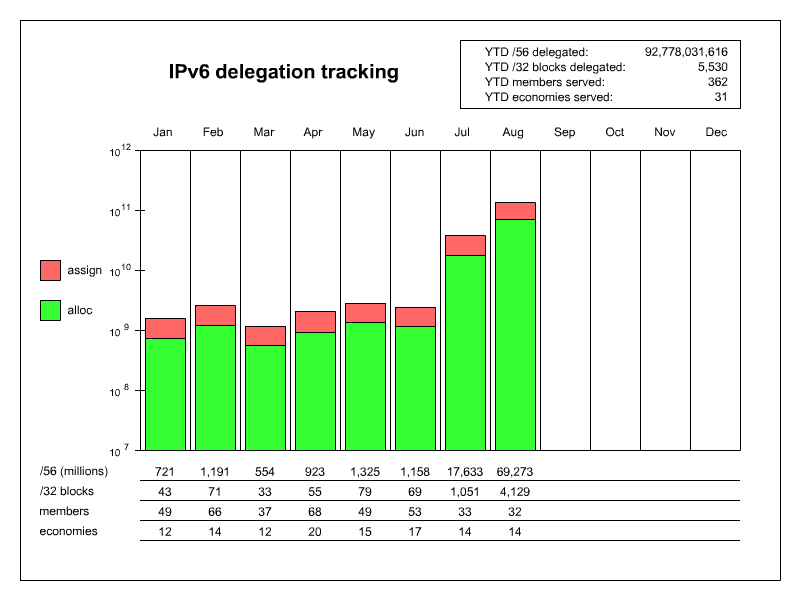 IPv6 delegation tracking
YTD /56 delegated: 92,778,031,616
YTD /32 blocks delegated: 5,530
YTD members served: 362
YTD economies served: 31
Jan Feb Mar Apr May Jun Jul Aug Sep Oct Nov Dec
10^12
10^11
10^10
10^9
10^8
10^7
assign
alloc
/56 (millions) 721 1,191 554 923 1,325 1,158 17,633 69,273
/32 blocks 43 71 33 55 79 69 1,051 4,129
members 49 66 37 68 49 53 33 32
economies 12 14 12 20 15 17 14 14